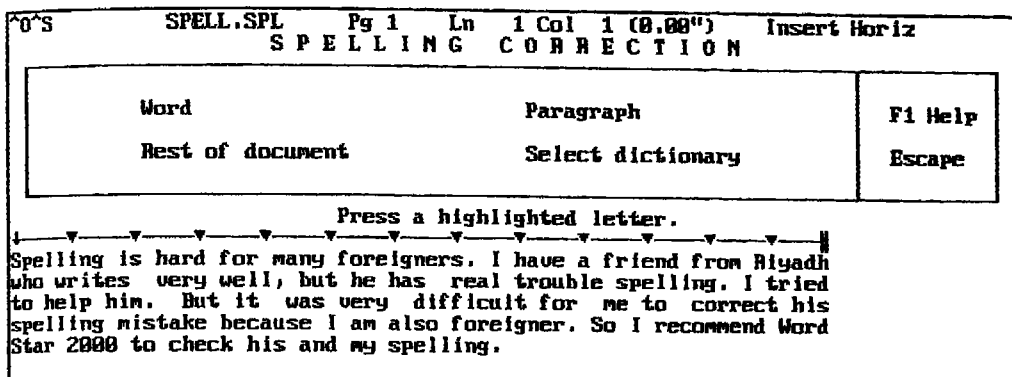 ^O^S SPELL.SPL Pg 1 Ln 1 Col 1 (0.00") Insert Horiz
S P E L L I N G C O R R E C T I O N
Word Paragraph F1 Help
Rest of document Select dictionary Escape
Press a highlighted letter.
Spelling is hard for many foreigners. I have a friend from Riyadh
who writes very well, but he has real trouble spelling. I tried
to help him. But it was very difficult for me to correct his
spelling mistake because I am also foreigner. So I recommend Word
Star 2000 to check his and my spelling.